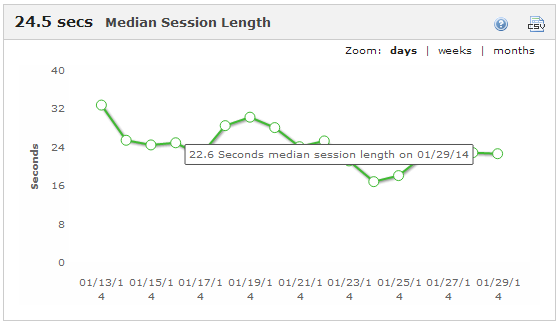 24.5 secs Median Session Length
CSV
Zoom: days | weeks | months
40
32
24
16
8
0
Seconds
22.6 Seconds median session length on 01/29/14
01/13/1 01/15/1 01/17/1 01/19/1 01/21/1 01/23/1 01/25/1 01/27/1 01/29/1
4 4 4 4 4 4 4 4 4